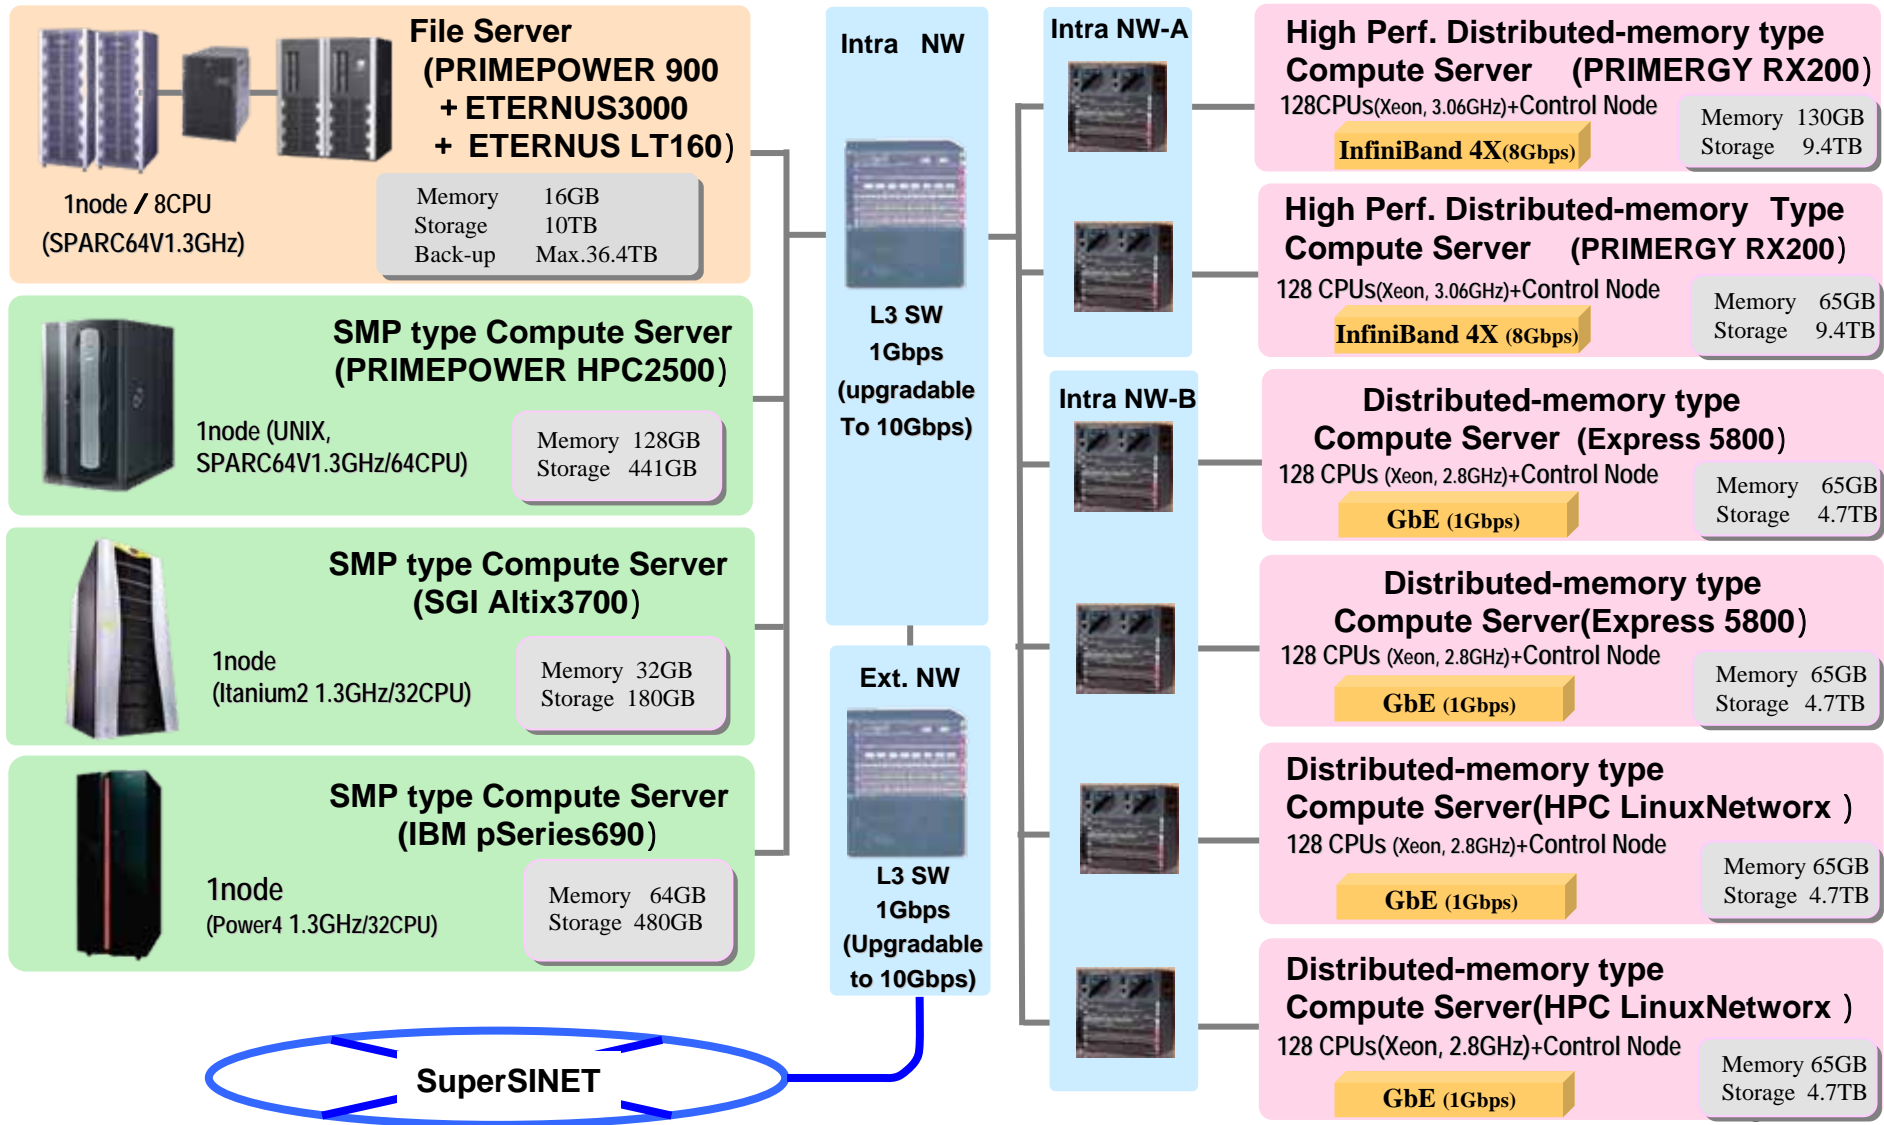 File Server
(PRIMEPOWER 900
+ ETERNUS3000
+ ETERNUS LT160)
1node / 8CPU
(SPARC64V1.3GHz)
Memory 16GB
Storage 10TB
Back-up Max.36.4TB
SMP type Compute Server
(PRIMEPOWER HPC2500)
1node (UNIX,
SPARC64V1.3GHz/64CPU)
Memory 128GB
Storage 441GB
SMP type Compute Server
(SGI Altix3700)
1node
(Itanium2 1.3GHz/32CPU)
Memory 32GB
Storage 180GB
SMP type Compute Server
(IBM pSeries690)
1node
(Power4 1.3GHz/32CPU)
Memory 64GB
Storage 480GB
SuperSINET
Intra NW
L3 SW
1Gbps
(upgradable
To 10Gbps)
Ext. NW
L3 SW
1Gbps
(Upgradable
to 10Gbps)
Intra NW-A
Intra NW-B
High Perf. Distributed-memory type
Compute Server (PRIMERGY RX200)
128CPUs(Xeon, 3.06GHz)+Control Node
InfiniBand 4X(8Gbps)
Memory 130GB
Storage 9.4TB
High Perf. Distributed-memory Type
Compute Server (PRIMERGY RX200)
128 CPUs(Xeon, 3.06GHz)+Control Node
InfiniBand 4X (8Gbps)
Memory 65GB
Storage 9.4TB
Distributed-memory type
Compute Server (Express 5800)
128 CPUs (Xeon, 2.8GHz)+Control Node
GbE (1Gbps)
Memory 65GB
Storage 4.7TB
Distributed-memory type
Compute Server(Express 5800)
128 CPUs (Xeon, 2.8GHz)+Control Node
GbE (1Gbps)
Memory 65GB
Storage 4.7TB
Distributed-memory type
Compute Server(HPC LinuxNetworx )
128 CPUs (Xeon, 2.8GHz)+Control Node
GbE (1Gbps)
Memory 65GB
Storage 4.7TB
Distributed-memory type
Compute Server(HPC LinuxNetworx )
128 CPUs(Xeon, 2.8GHz)+Control Node
GbE (1Gbps)
Memory 65GB
Storage 4.7TB